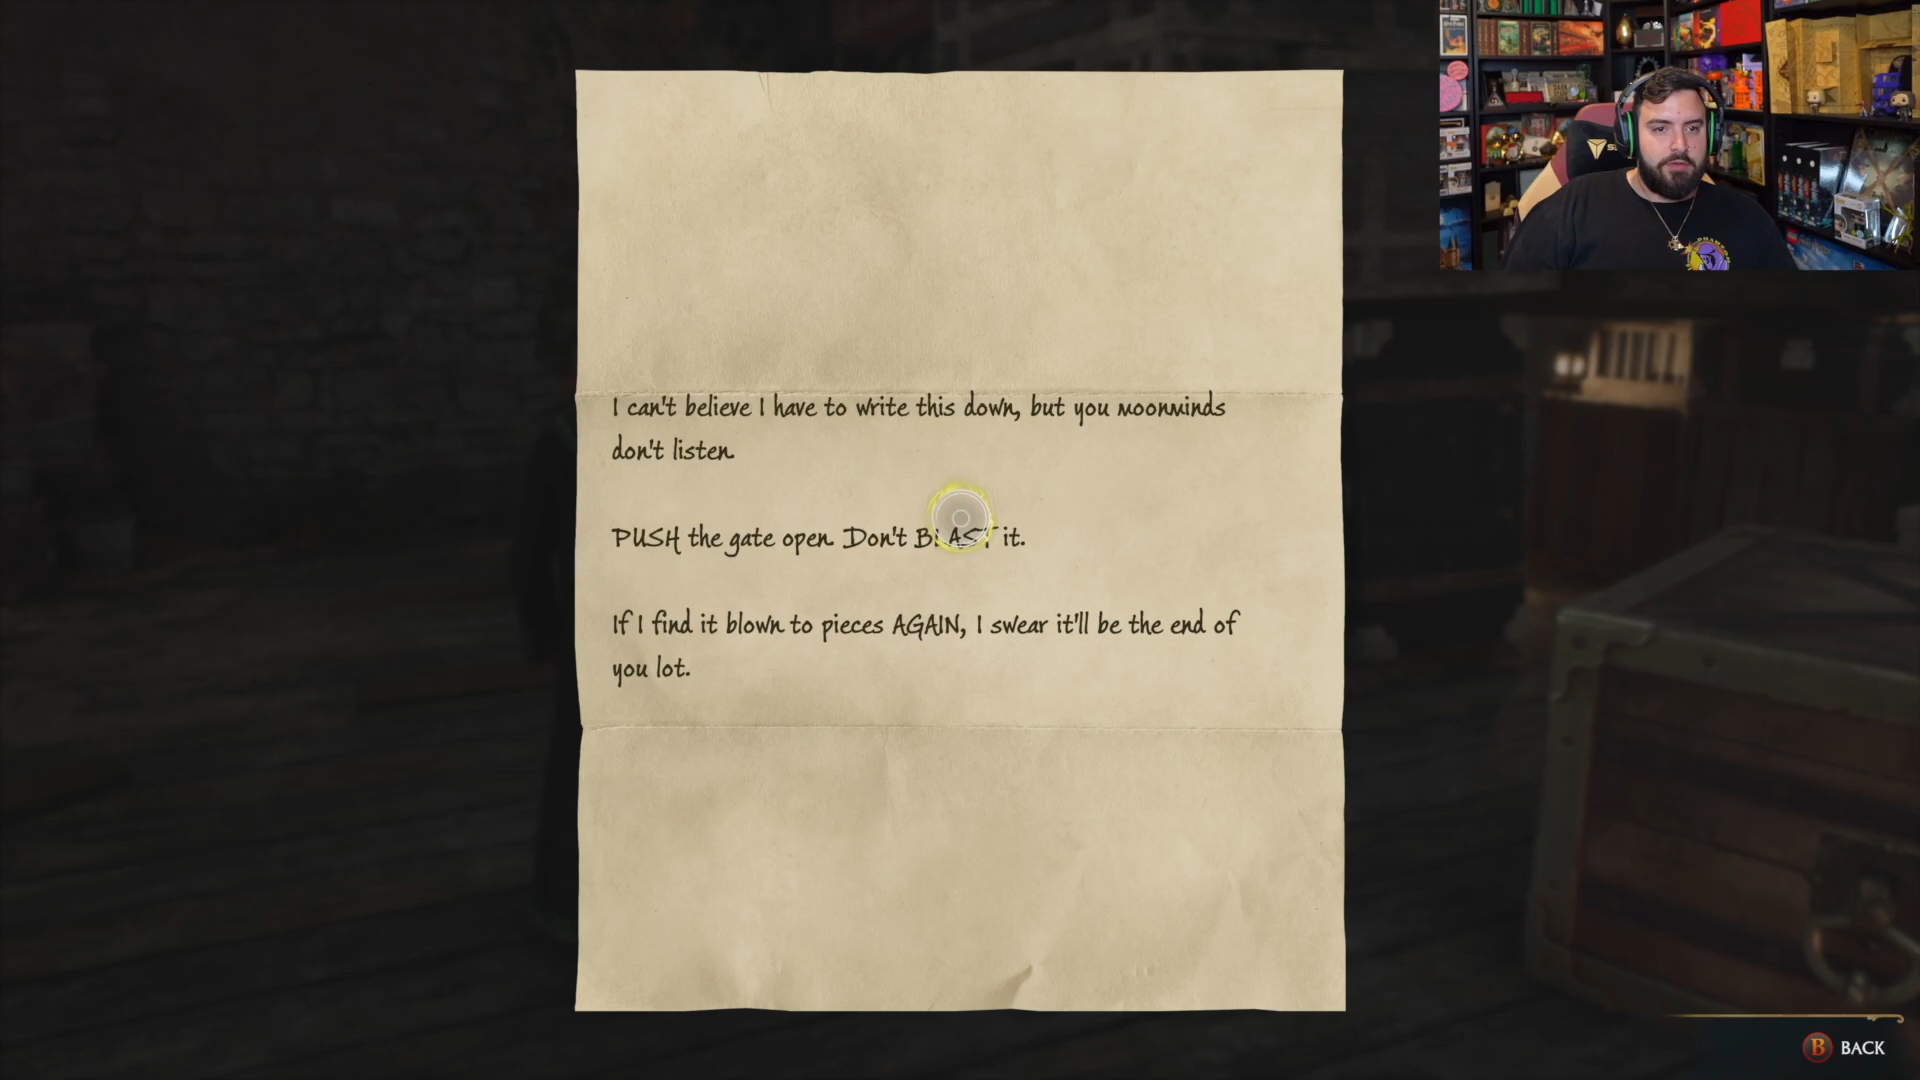 I can't believe I have to write this down, but you moonminds
don't listen.
PUSH the gate open. Don't BLAST it.
If I find it blown to pieces AGAIN, I swear it'll be the end of
you lot.
B BACK